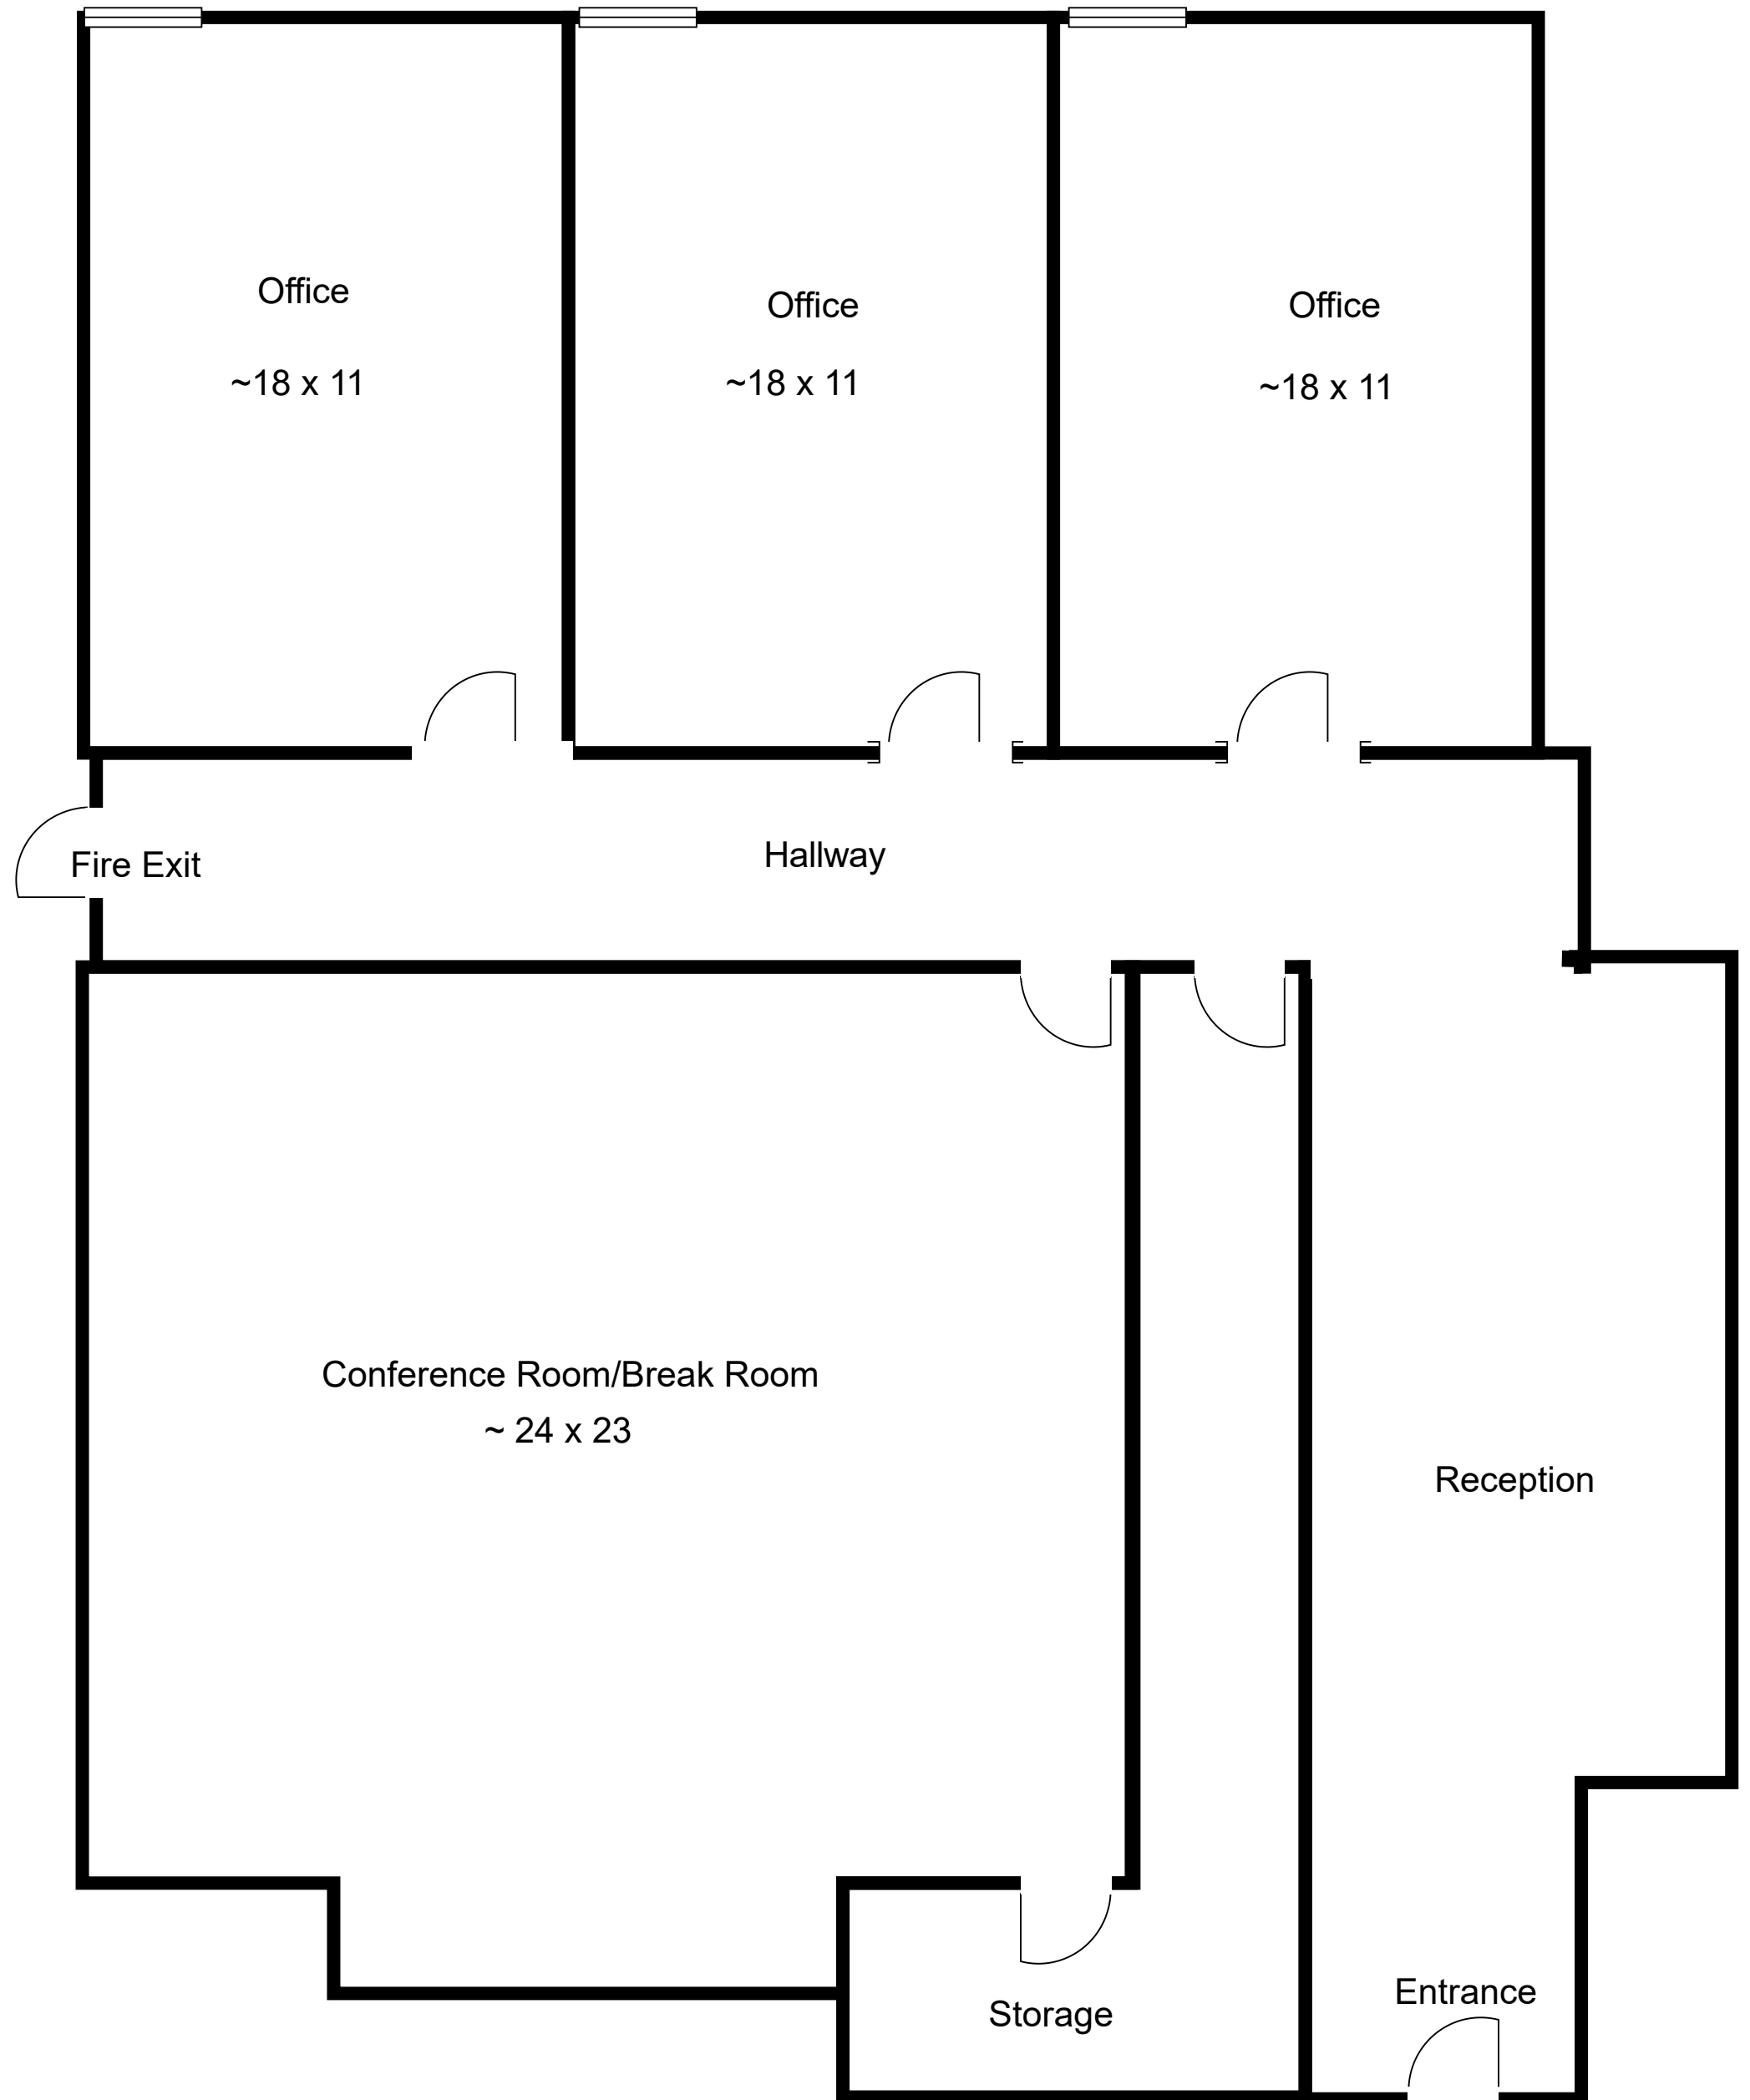 Office
Office
Office
~18 x 11
~18 x 11
~18 x 11
Fire Exit
Hallway
Conference Room/Break Room
~ 24 x 23
Reception
Entrance
Storage